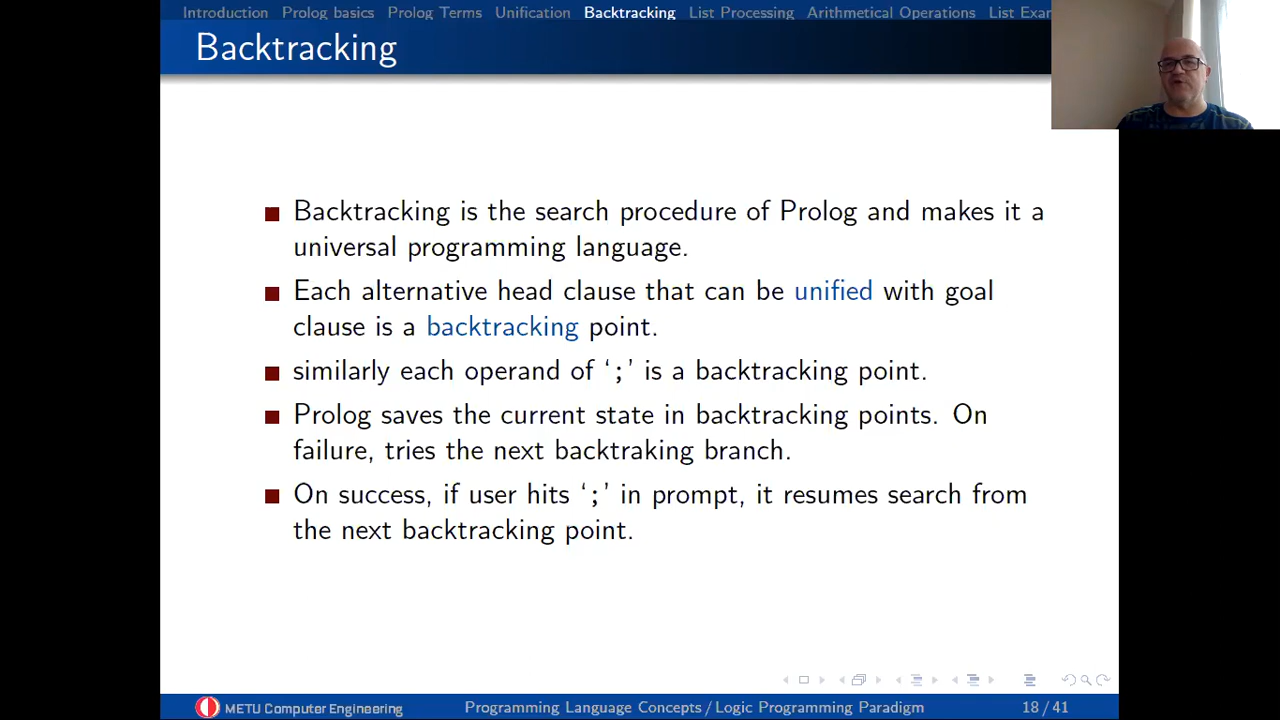 Introduction Prolog basics Prolog Terms Unification Backtracking List Processing Arithmetical Operations List Exam
Backtracking
Backtracking is the search procedure of Prolog and makes it a
universal programming language.
Each alternative head clause that can be unified with goal
clause is a backtracking point.
similarly each operand of ‘;’ is a backtracking point.
Prolog saves the current state in backtracking points. On
failure, tries the next backtraking branch.
On success, if user hits ‘;’ in prompt, it resumes search from
the next backtracking point.
METU Computer Engineering Programming Language Concepts/Logic Programming Paradigm 18/41